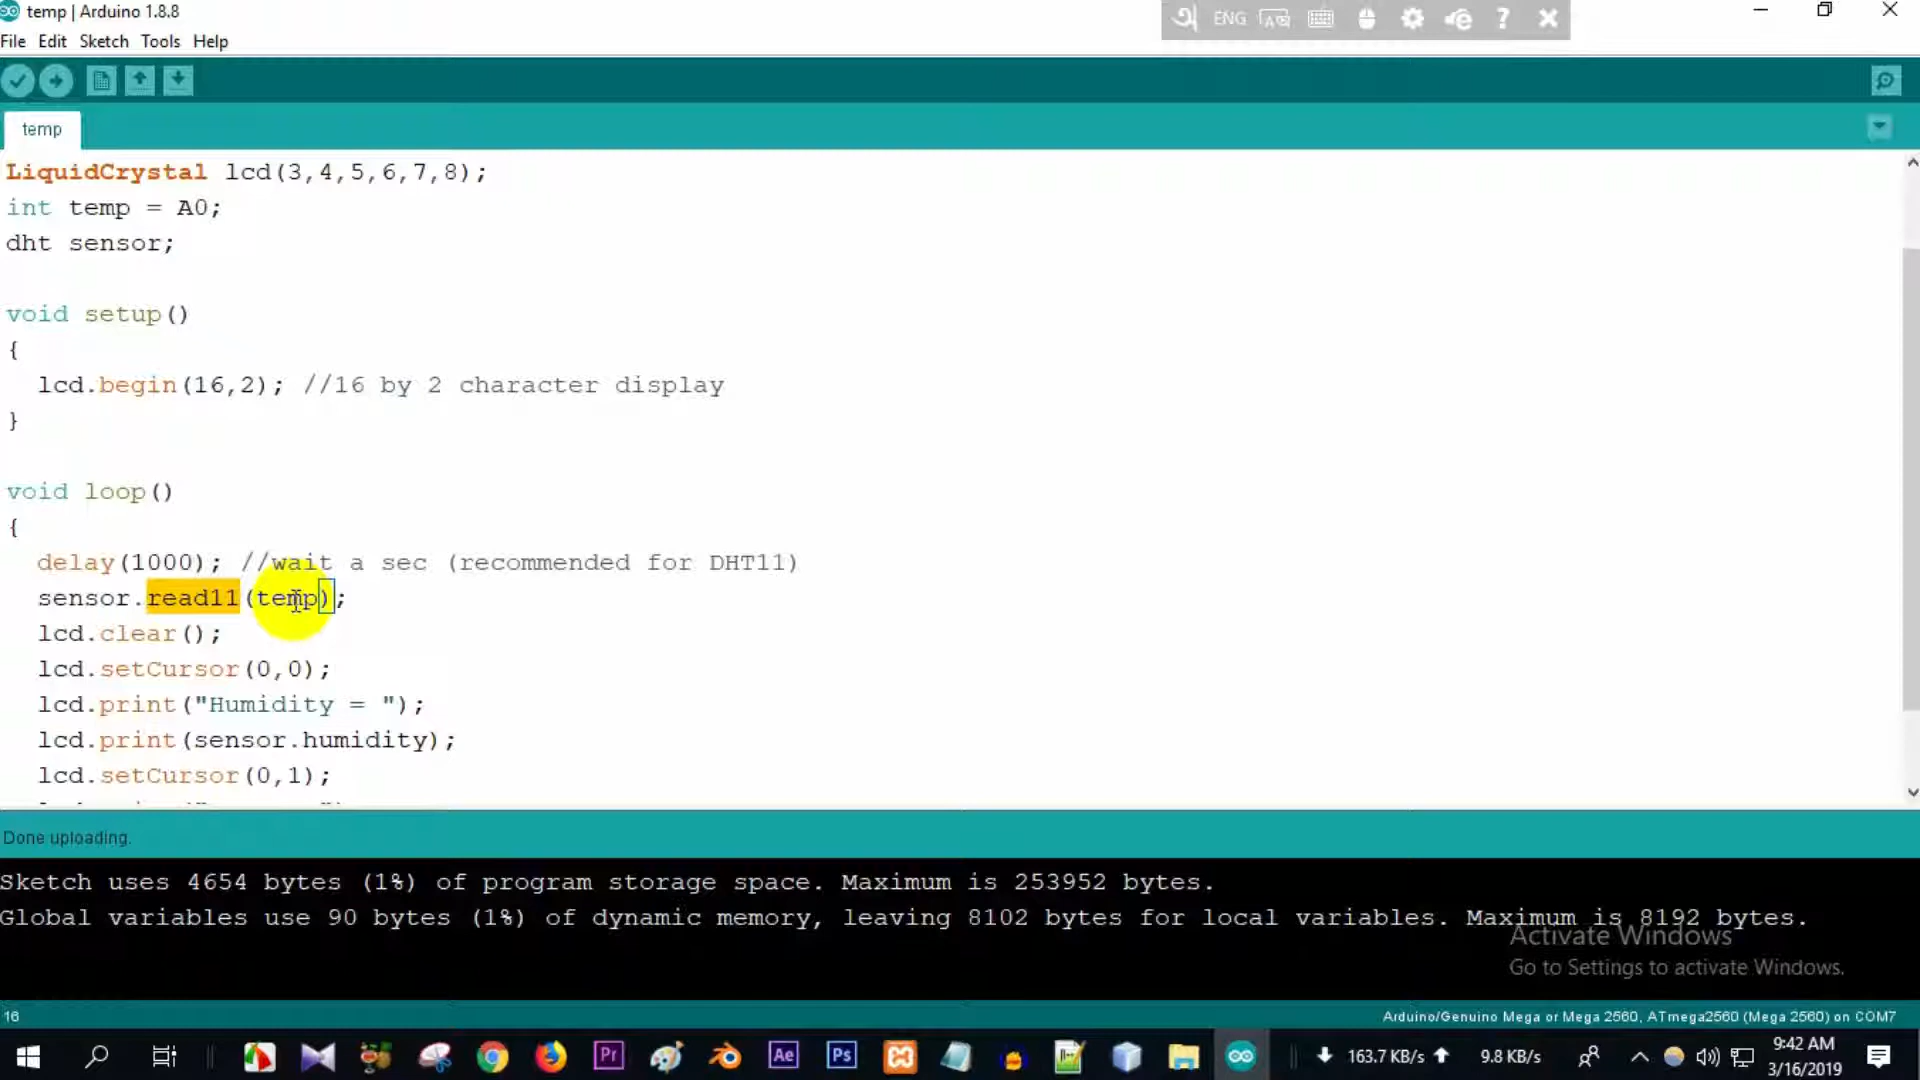 temp | Arduino 1.8.8
ENG
File Edit Sketch Tools Help
temp
LiquidCrystal lcd(3,4,5,6,7,8);
int temp = A0;
dht sensor;
void setup()
{
lcd.begin(16,2); //16 by 2 character display
}
void loop()
{
delay(1000); //wait a sec (recommended for DHT11)
sensor.read11(temp);
lcd.clear();
lcd.setCursor(0,0);
lcd.print("Humidity = ");
lcd.print(sensor.humidity);
lcd.setCursor(0,1);
Done uploading.
Sketch uses 4654 bytes (1%) of program storage space. Maximum is 253952 bytes.
Global variables use 90 bytes (1%) of dynamic memory, leaving 8102 bytes for local variables. Maximum is 8192 bytes.
Activate Windows
Go to Settings to activate Windows.
16
Arduino/Genuino Mega or Mega 2560, ATmega2560 (Mega 2560) on COM7
Pr
Ae
Ps
163.7 KB/s
9.8 KB/s
9:42 AM
3/16/2019